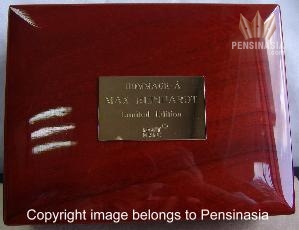 PENSINASIA
HOMMAGE À
MAX REINHARDT
Limited Edition
Copyright image belongs to Pensinasia